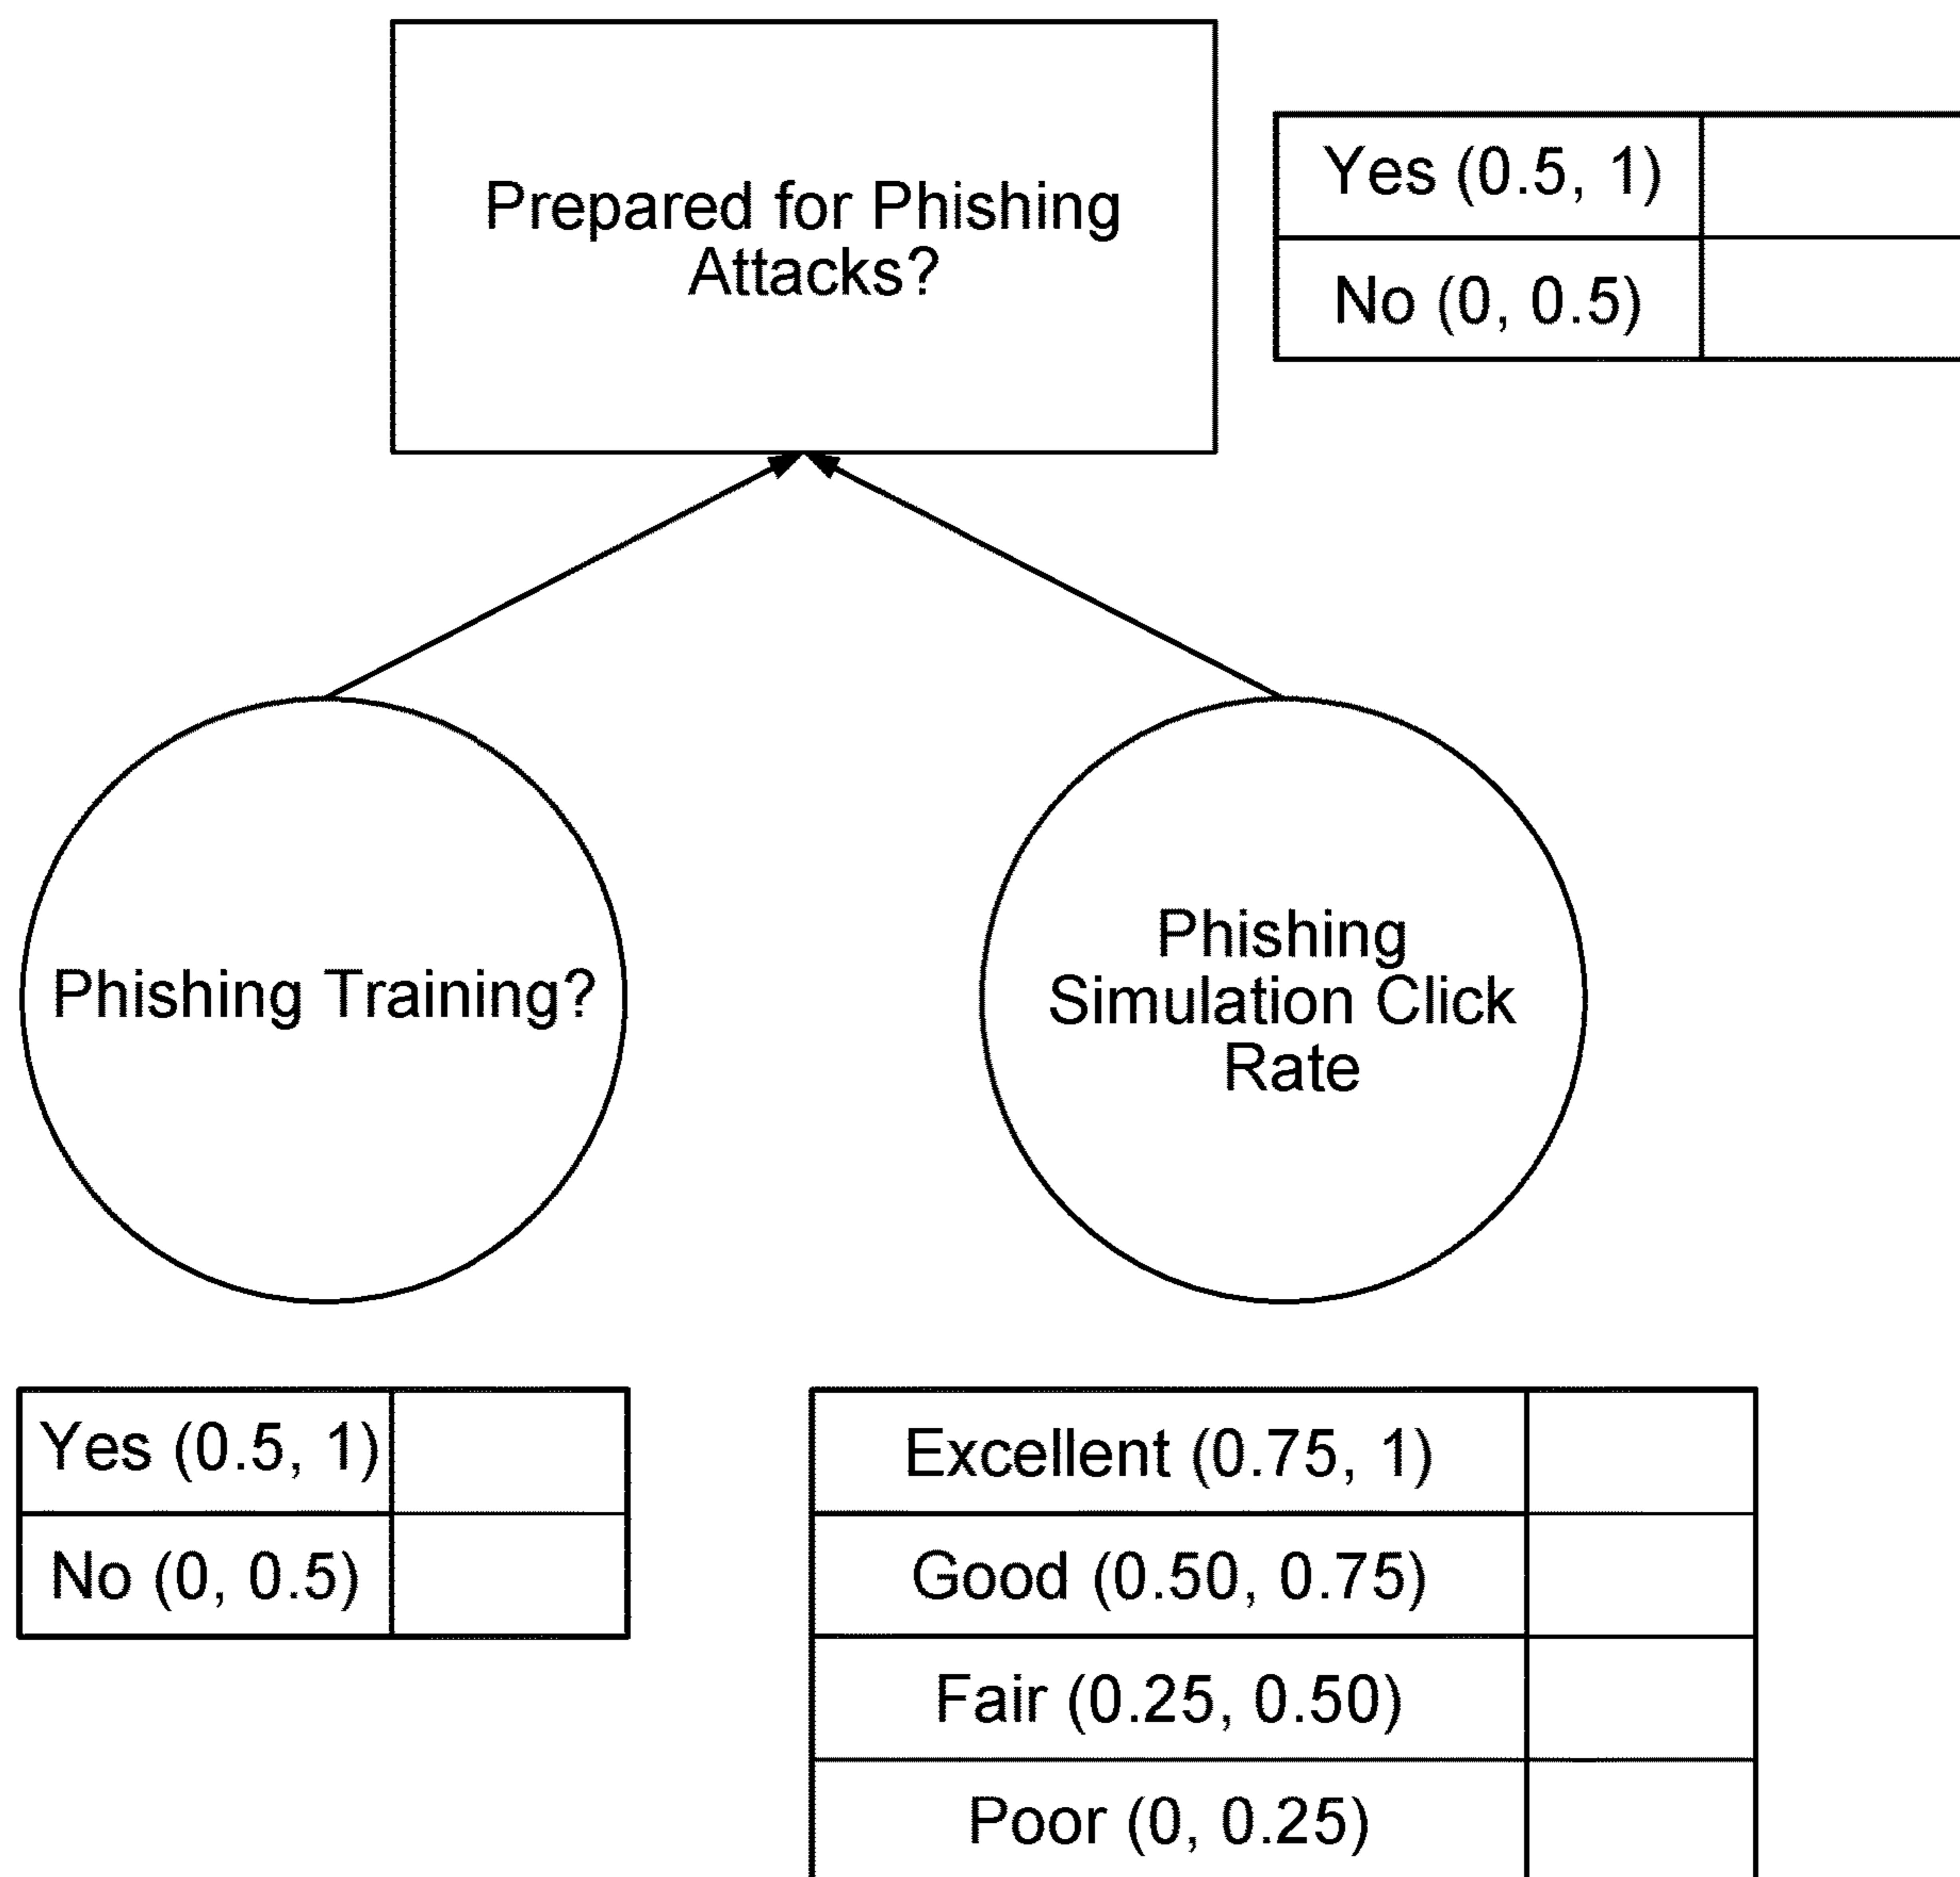 Prepared for Phishing
Attacks?
Yes (0.5, 1)
No (0, 0.5)
Phishing Training?
Phishing
Simulation Click
Rate
Yes (0.5, 1)
No (0, 0.5)
Excellent (0.75, 1)
Good (0.50, 0.75)
Fair (0.25, 0.50)
Poor (0, 0.25)